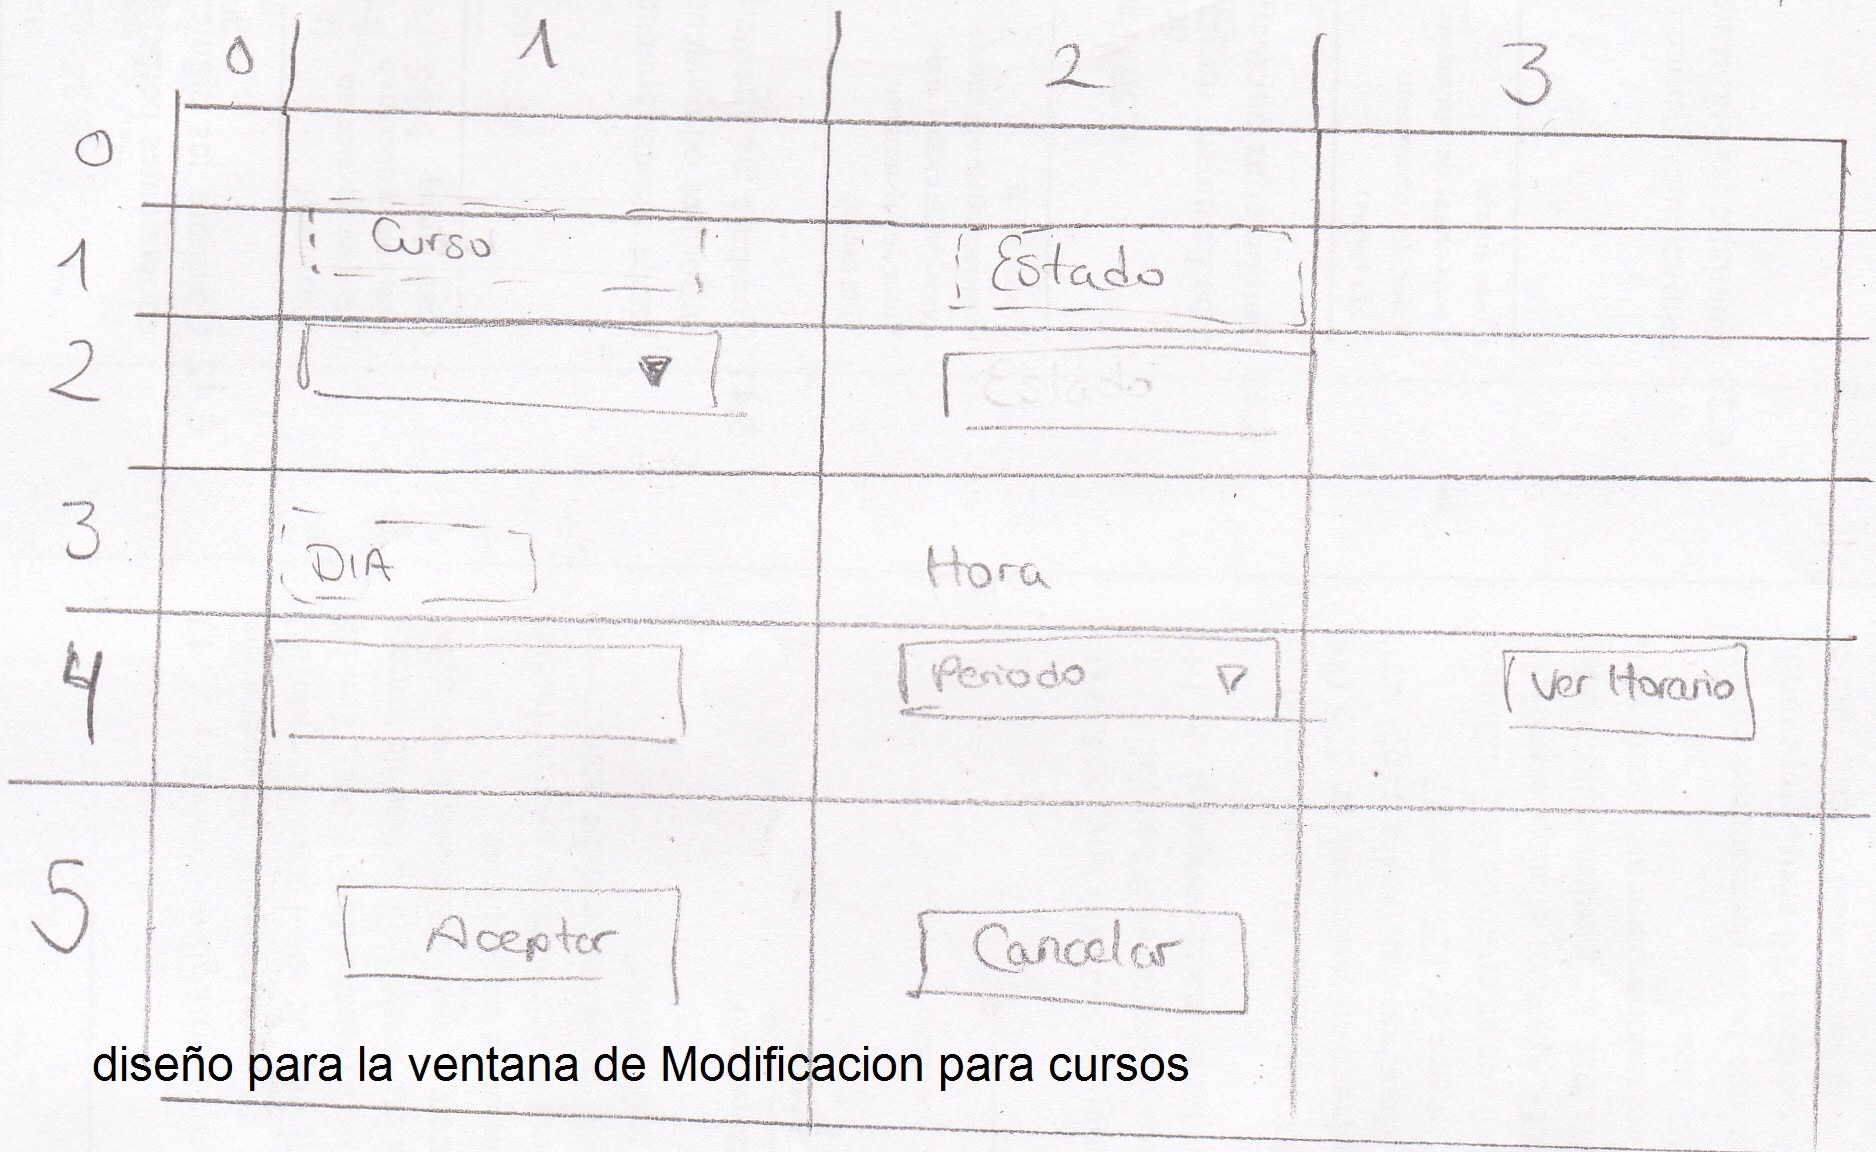 0 1 2 3
0
1 Curso Estado
2 Estado
3 DIA Hora
4 Periodo Ver Horario
5 Aceptar Cancelar
diseño para la ventana de Modificacion para cursos